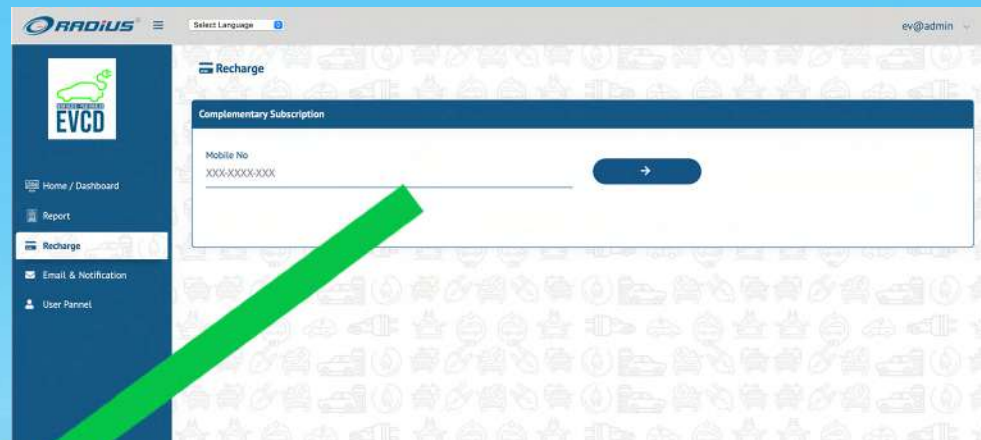 RADiUS
Select Language
ev@admin
EVCD
Home / Dashboard
Report
Recharge
Email & Notification
User Pannel
Recharge
Complementary Subscription
Mobile No
XXX-XXXX-XXX